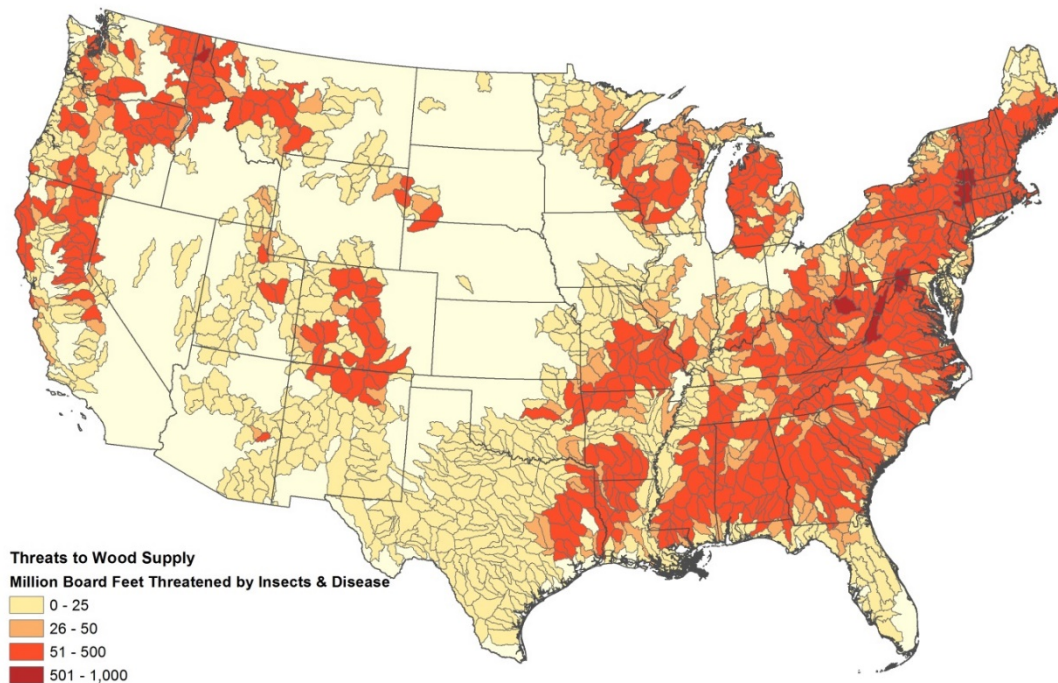 Threats to Wood Supply
Million Board Feet Threatened by Insects & Disease
0 - 25
26 - 50
51 - 500
501 - 1,000